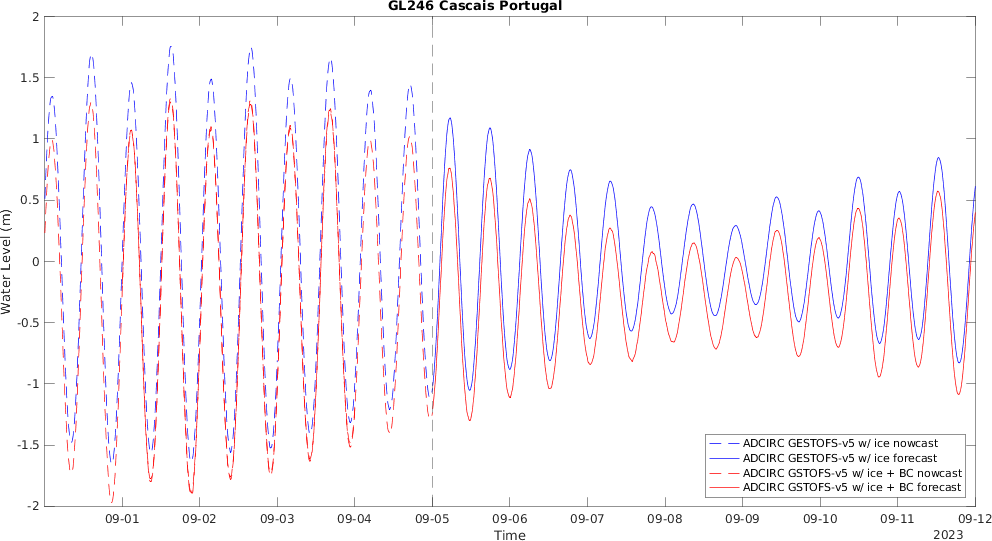 GL246 Cascais Portugal
Water Level (m)
2
1.5
1
0.5
0
-0.5
-1
-1.5
-2
ADCIRC GESTOFS-v5 w/ ice nowcast
ADCIRC GESTOFS-v5 w/ ice forecast
ADCIRC GSTOFS-v5 w/ ice + BC nowcast
ADCIRC GSTOFS-v5 w/ ice + BC forecast
09-01 09-02 09-03 09-04 09-05 09-06 09-07 09-08 09-09 09-10 09-11 09-12
Time
2023